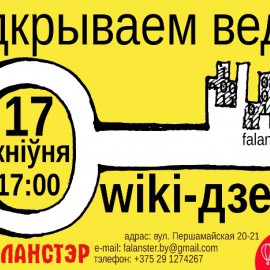 дкрываем вед
17
хніўня
17:00
falan
wiki-дзе
ЛАНСТЭР
адрас: вул. Першамайская 20-21
e-mail: falanster.by@gmail.com
тэлефон: +375 29 1274267